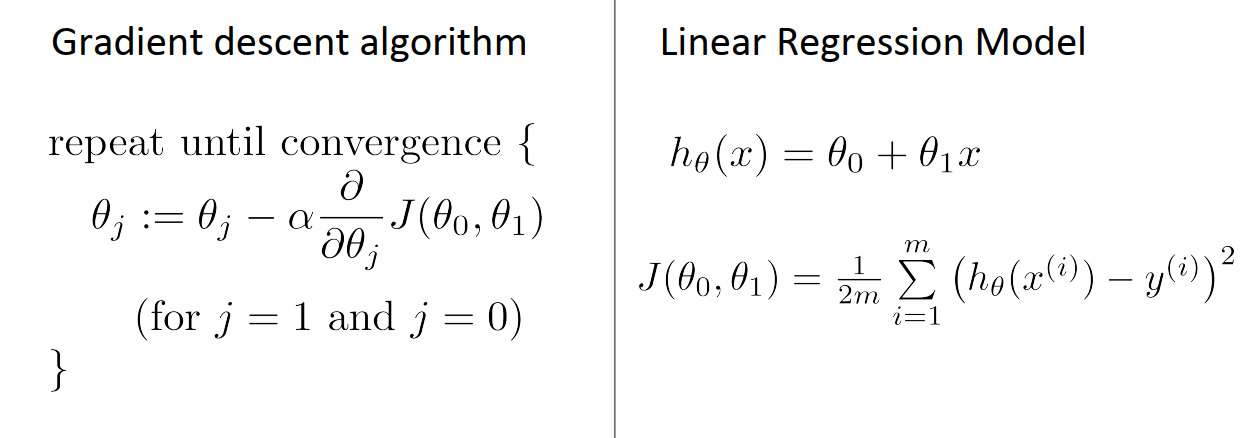 Gradient descent algorithm
repeat until convergence {
θ_j := θ_j − α ∂/∂θ_j J(θ_0, θ_1)
(for j = 1 and j = 0)
}
Linear Regression Model
h_θ(x) = θ_0 + θ_1x
J(θ_0, θ_1) = 1/2m ∑_{i=1}^{m} (h_θ(x^{(i)}) − y^{(i)})^2